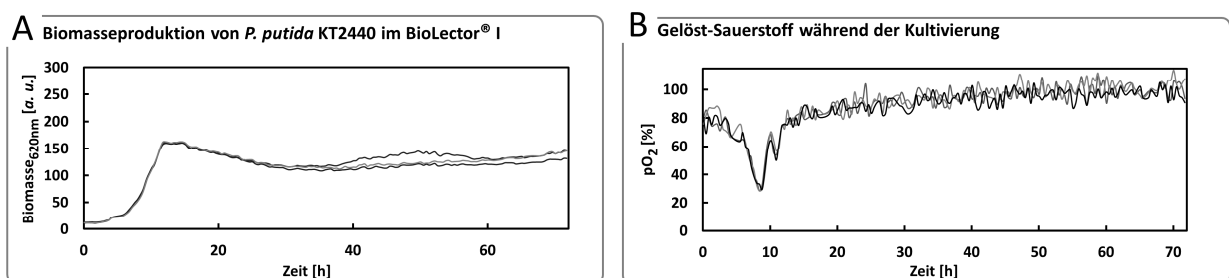 A Biomasseproduktion von P. putida KT2440 im BioLector® I
300
250
200
150
100
50
0
Biomasse620nm [a. u.]
0 20 40 60
Zeit [h]
B Gelöst-Sauerstoff während der Kultivierung
100
80
60
40
20
0
pO2 [%]
0 10 20 30 40 50 60 70
Zeit [h]